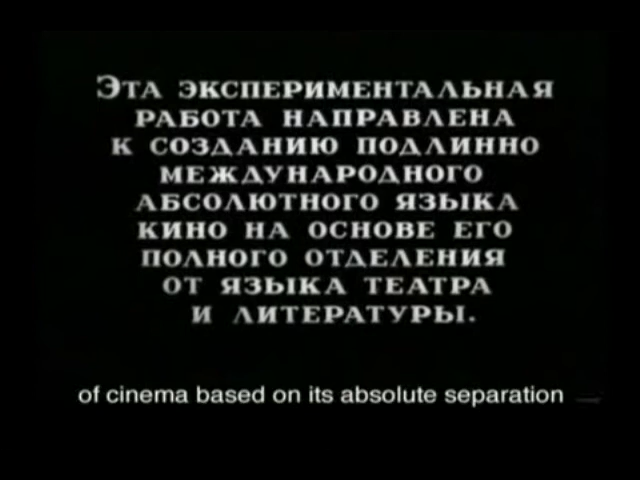 Эта экспериментальная
работа направлена
к созданию подлинно
международного
абсолютного языка
кино на основе его
полного отделения
от языка театра
и литературы.
of cinema based on its absolute separation